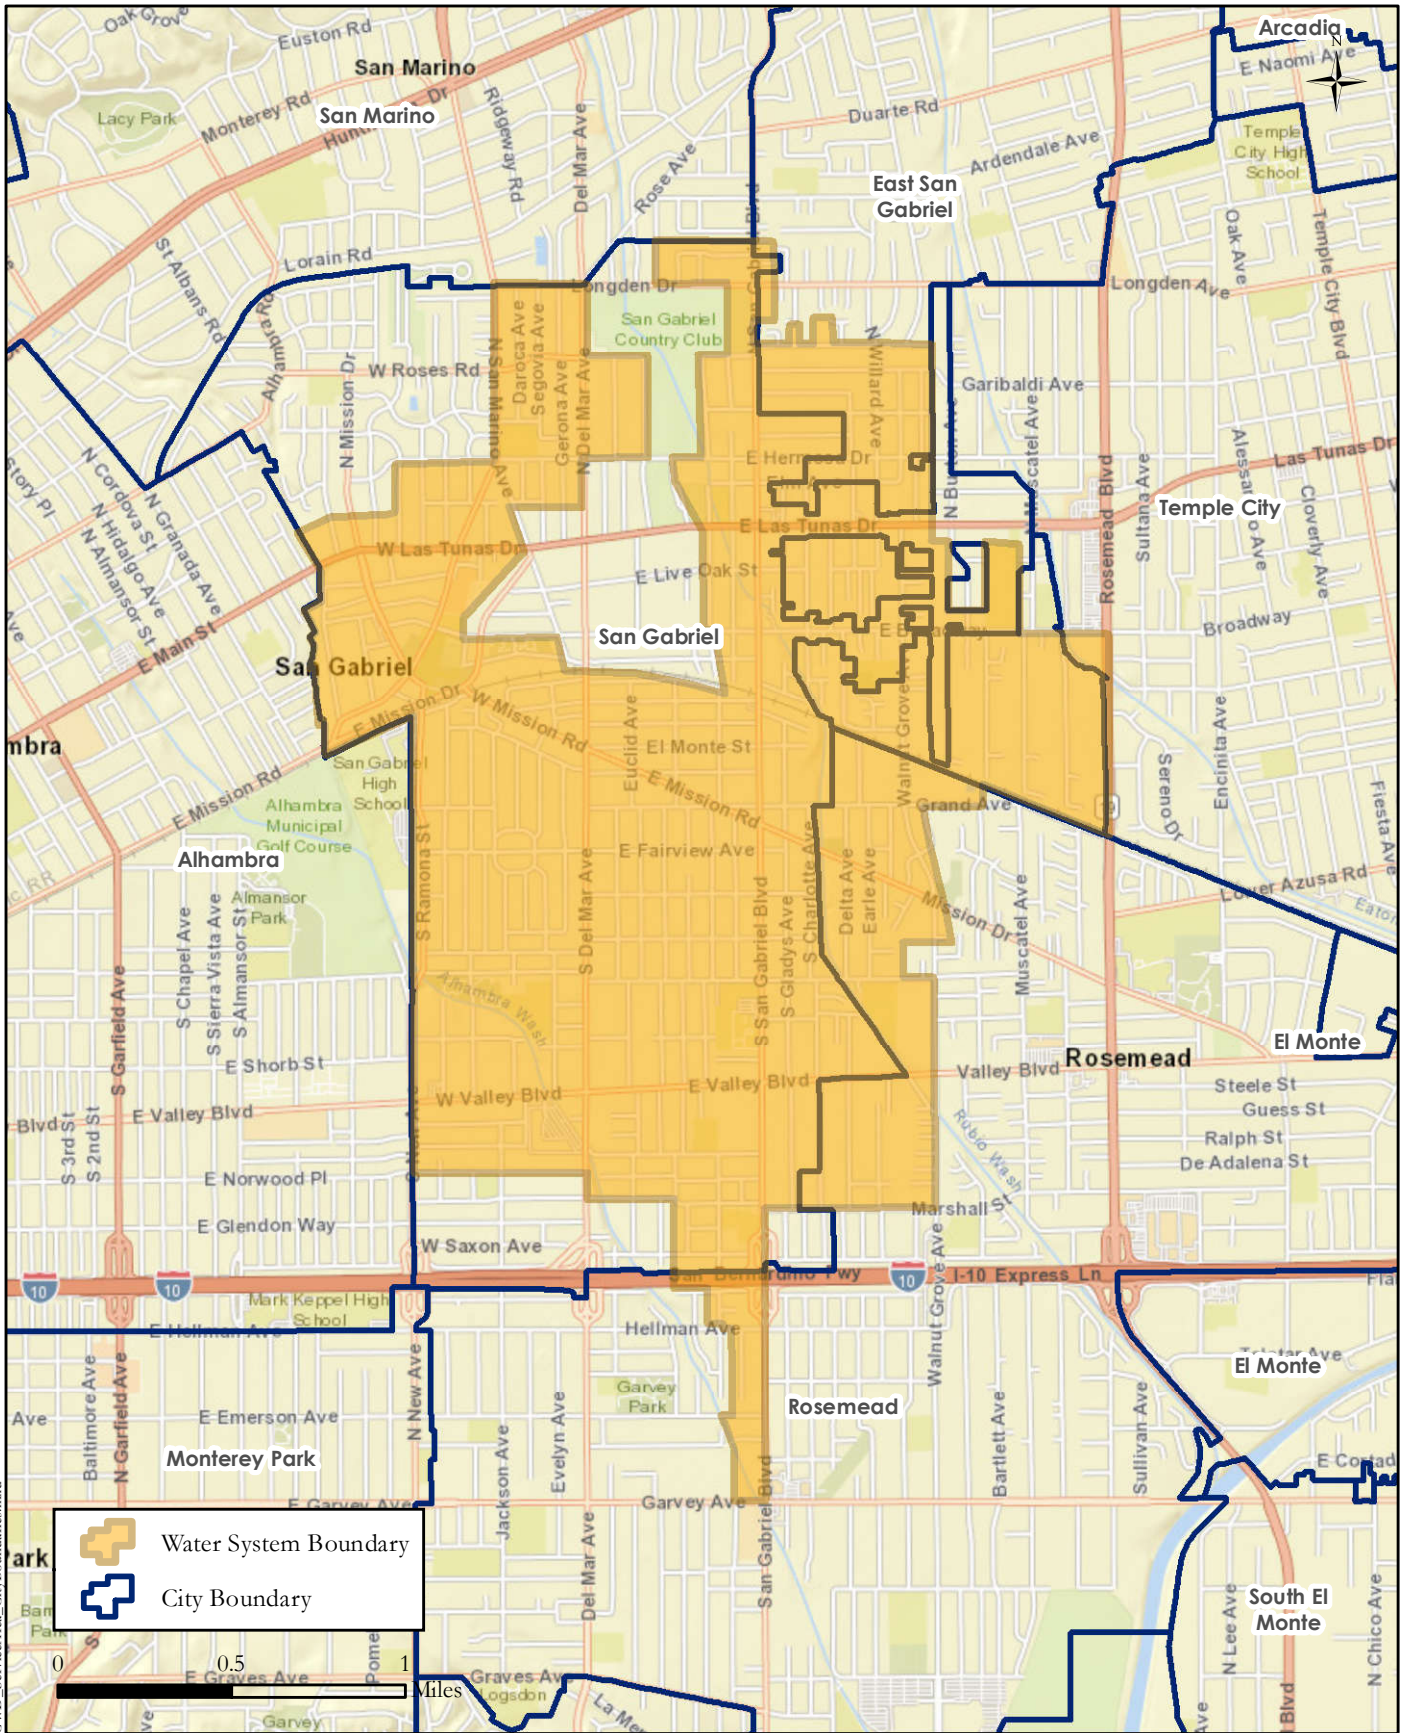 Arcadia
N
Oak Grove
Euston Rd
E Naomi Ave
San Marino
Lacy Park
Monterey Rd
San Marino
Dr
Ridgeway Rd
Del Mar Ave
Rose Ave
Duarte Rd
Ardendale Ave
Temple
City High
School
East San
Gabriel
Oak Ave
Temple City Blvd
St Albans Rd
Lorain Rd
Longden Dr
Longden Ave
San Gabriel
Country Club
Alhambra Rd
N Mission Dr
W Roses Rd
N San Marino Ave
Daroca Ave
Segovia Ave
Gerona Ave
N Del Mar Ave
N Willard Ave
Garibaldi Ave
N Muscatel Ave
Rosemead Blvd
Las Tunas Dr
Story Pl
N Cordova St
N Hidalgo Ave
N Almansor St
N Granada Ave
E Hermosa Dr
Elm Ave
Sultana Ave
Temple City
Cloverly Ave
W Las Tunas Dr
E Las Tunas Dr
E Live Oak St
E Main St
San Gabriel
San Gabriel
E Broadway
Broadway
E Mission Dr
W Mission Rd
Euclid Ave
El Monte St
E Mission Rd
Walnut Grove Ave
Grand Ave
19
Sereno Dr
Encinita Ave
Fiesta Ave
mbra
San Gabriel
High
School
E Mission Rd
Alhambra
Municipal
Golf Course
Alhambra
Almansor
Park
S Ramona St
E Fairview Ave
S Del Mar Ave
S San Gabriel Blvd
S Gladys Ave
S Charlotte Ave
Delta Ave
Earle Ave
Mission Dr
Muscatel Ave
Lower Azusa Rd
Eaton
S Garfield Ave
S Chapel Ave
S Sierra Vista Ave
S Almansor St
Alhambra Wash
El Monte
E Shorb St
Rosemead
Valley Blvd
E Valley Blvd
W Valley Blvd
E Valley Blvd
Blvd
Steele St
Guess St
Ralph St
De Adalena St
S 3rd St
S 2nd St
E Norwood Pl
Rubio Wash
E Glendon Way
Marshall St
W Saxon Ave
10
10
San Bernardino Fwy
10
I-10 Express Ln
Mark Keppel High
School
E Hellman Ave
Hellman Ave
Walnut Grove Ave
El Monte
Baltimore Ave
N Garfield Ave
N New Ave
Garvey
Park
Rosemead
Ave
E Emerson Ave
Monterey Park
Jackson Ave
Evelyn Ave
Bartlett Ave
Sullivan Ave
E Garvey Ave
Garvey Ave
San Gabriel Blvd
Water System Boundary
City Boundary
Del Mar Ave
South El
Monte
N Lee Ave
N Chico Ave
Blvd
0
0.5
1
Miles
E Graves Ave
Graves Av
Logsdon
Garvey